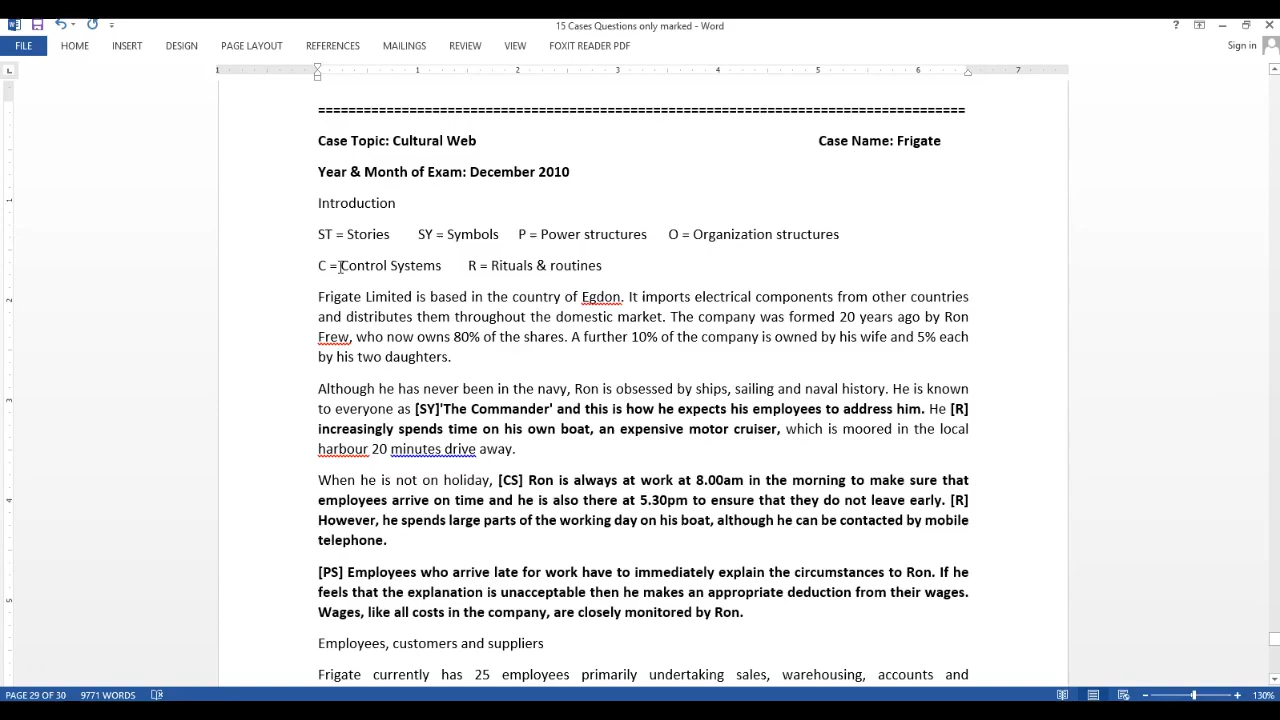 15 Cases Questions only marked - Word
FILE HOME INSERT DESIGN PAGE LAYOUT REFERENCES MAILINGS REVIEW VIEW FOXIT READER PDF Sign in
1 1 2 3 4 5 6 7
================================================================================
Case Topic: Cultural Web Case Name: Frigate
Year & Month of Exam: December 2010
Introduction
ST = Stories SY = Symbols P = Power structures O = Organization structures
C = Control Systems R = Rituals & routines
Frigate Limited is based in the country of Egdon. It imports electrical components from other countries
and distributes them throughout the domestic market. The company was formed 20 years ago by Ron
Frew, who now owns 80% of the shares. A further 10% of the company is owned by his wife and 5% each
by his two daughters.
Although he has never been in the navy, Ron is obsessed by ships, sailing and naval history. He is known
to everyone as [SY]'The Commander' and this is how he expects his employees to address him. He [R]
increasingly spends time on his own boat, an expensive motor cruiser, which is moored in the local
harbour 20 minutes drive away.
When he is not on holiday, [CS] Ron is always at work at 8.00am in the morning to make sure that
employees arrive on time and he is also there at 5.30pm to ensure that they do not leave early. [R]
However, he spends large parts of the working day on his boat, although he can be contacted by mobile
telephone.
[PS] Employees who arrive late for work have to immediately explain the circumstances to Ron. If he
feels that the explanation is unacceptable then he makes an appropriate deduction from their wages.
Wages, like all costs in the company, are closely monitored by Ron.
Employees, customers and suppliers
Frigate currently has 25 employees primarily undertaking sales, warehousing, accounts and
PAGE 29 OF 30 9771 WORDS 130%